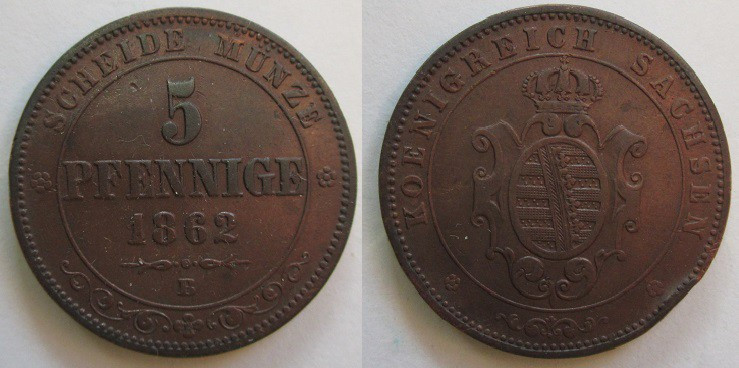 SCHEIDE MÜNZE
5
PFENNIGE
1862
B
KOENIGREICH SACHSEN